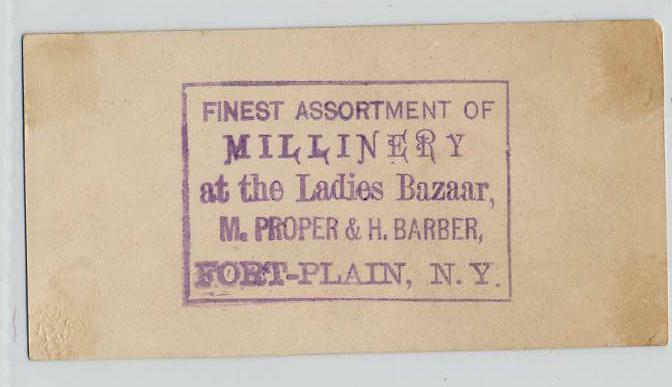 FINEST ASSORTMENT OF
MILLINERY
at the Ladies Bazaar,
M. PROPER & H. BARBER,
FORT-PLAIN, N.Y.